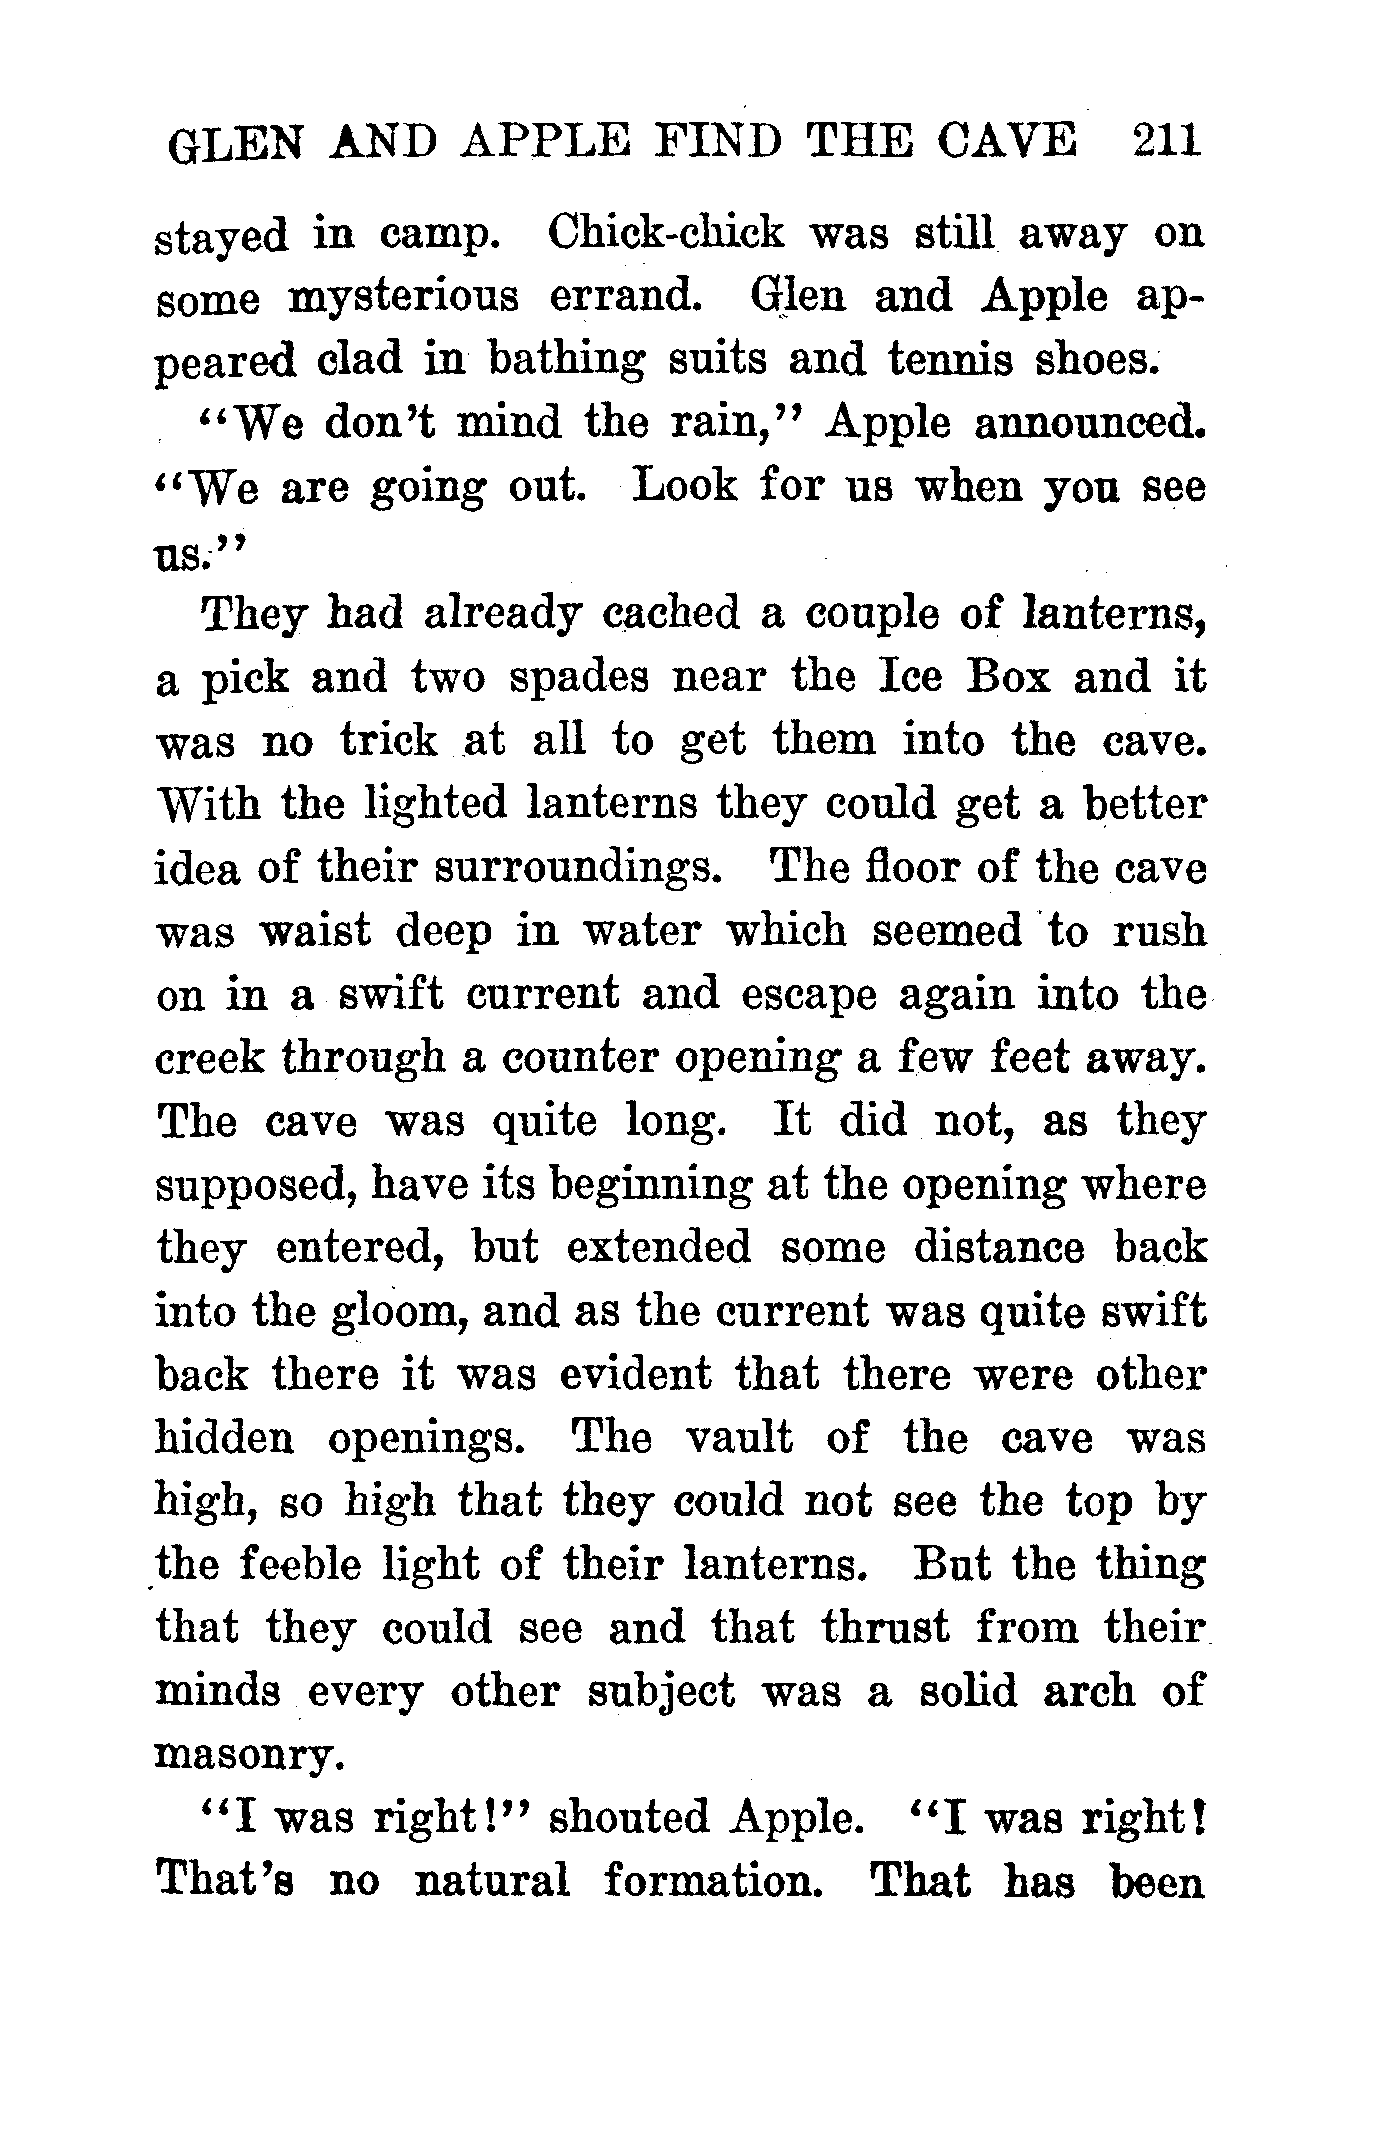 GLEN AND APPLE FIND THE CAVE 211
stayed in camp. Chick-chick was still away on
some mysterious errand. Glen and Apple ap-
peared clad in bathing suits and tennis shoes.
“We don’t mind the rain,” Apple announced.
“We are going out. Look for us when you see
us.”
They had already cached a couple of lanterns,
a pick and two spades near the Ice Box and it
was no trick at all to get them into the cave.
With the lighted lanterns they could get a better
idea of their surroundings. The floor of the cave
was waist deep in water which seemed to rush
on in a swift current and escape again into the
creek through a counter opening a few feet away.
The cave was quite long. It did not, as they
supposed, have its beginning at the opening where
they entered, but extended some distance back
into the gloom, and as the current was quite swift
back there it was evident that there were other
hidden openings. The vault of the cave was
high, so high that they could not see the top by
the feeble light of their lanterns. But the thing
that they could see and that thrust from their
minds every other subject was a solid arch of
masonry.
“I was right!” shouted Apple. “I was right!
That’s no natural formation. That has been